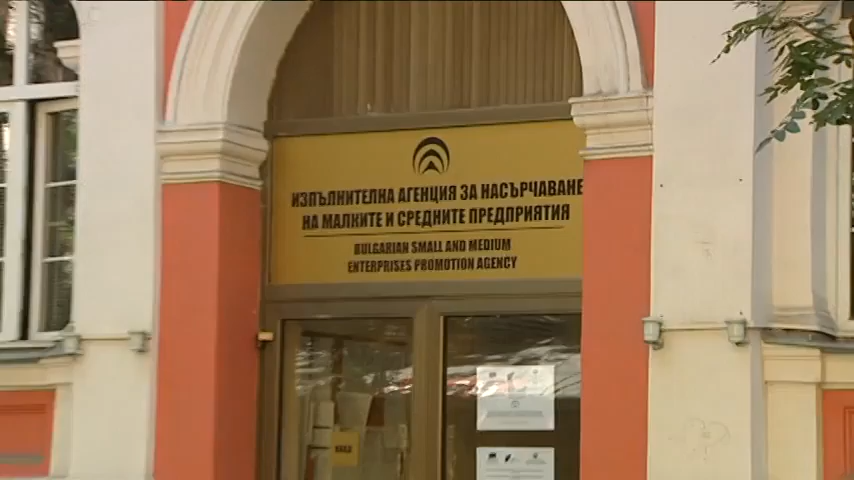 ИЗПЪЛНИТЕЛНА АГЕНЦИЯ ЗА НАСЪРЧАВАНЕ
НА МАЛКИТЕ И СРЕДНИТЕ ПРЕДПРИЯТИЯ
BULGARIAN SMALL AND MEDIUM
ENTERPRISES PROMOTION AGENCY